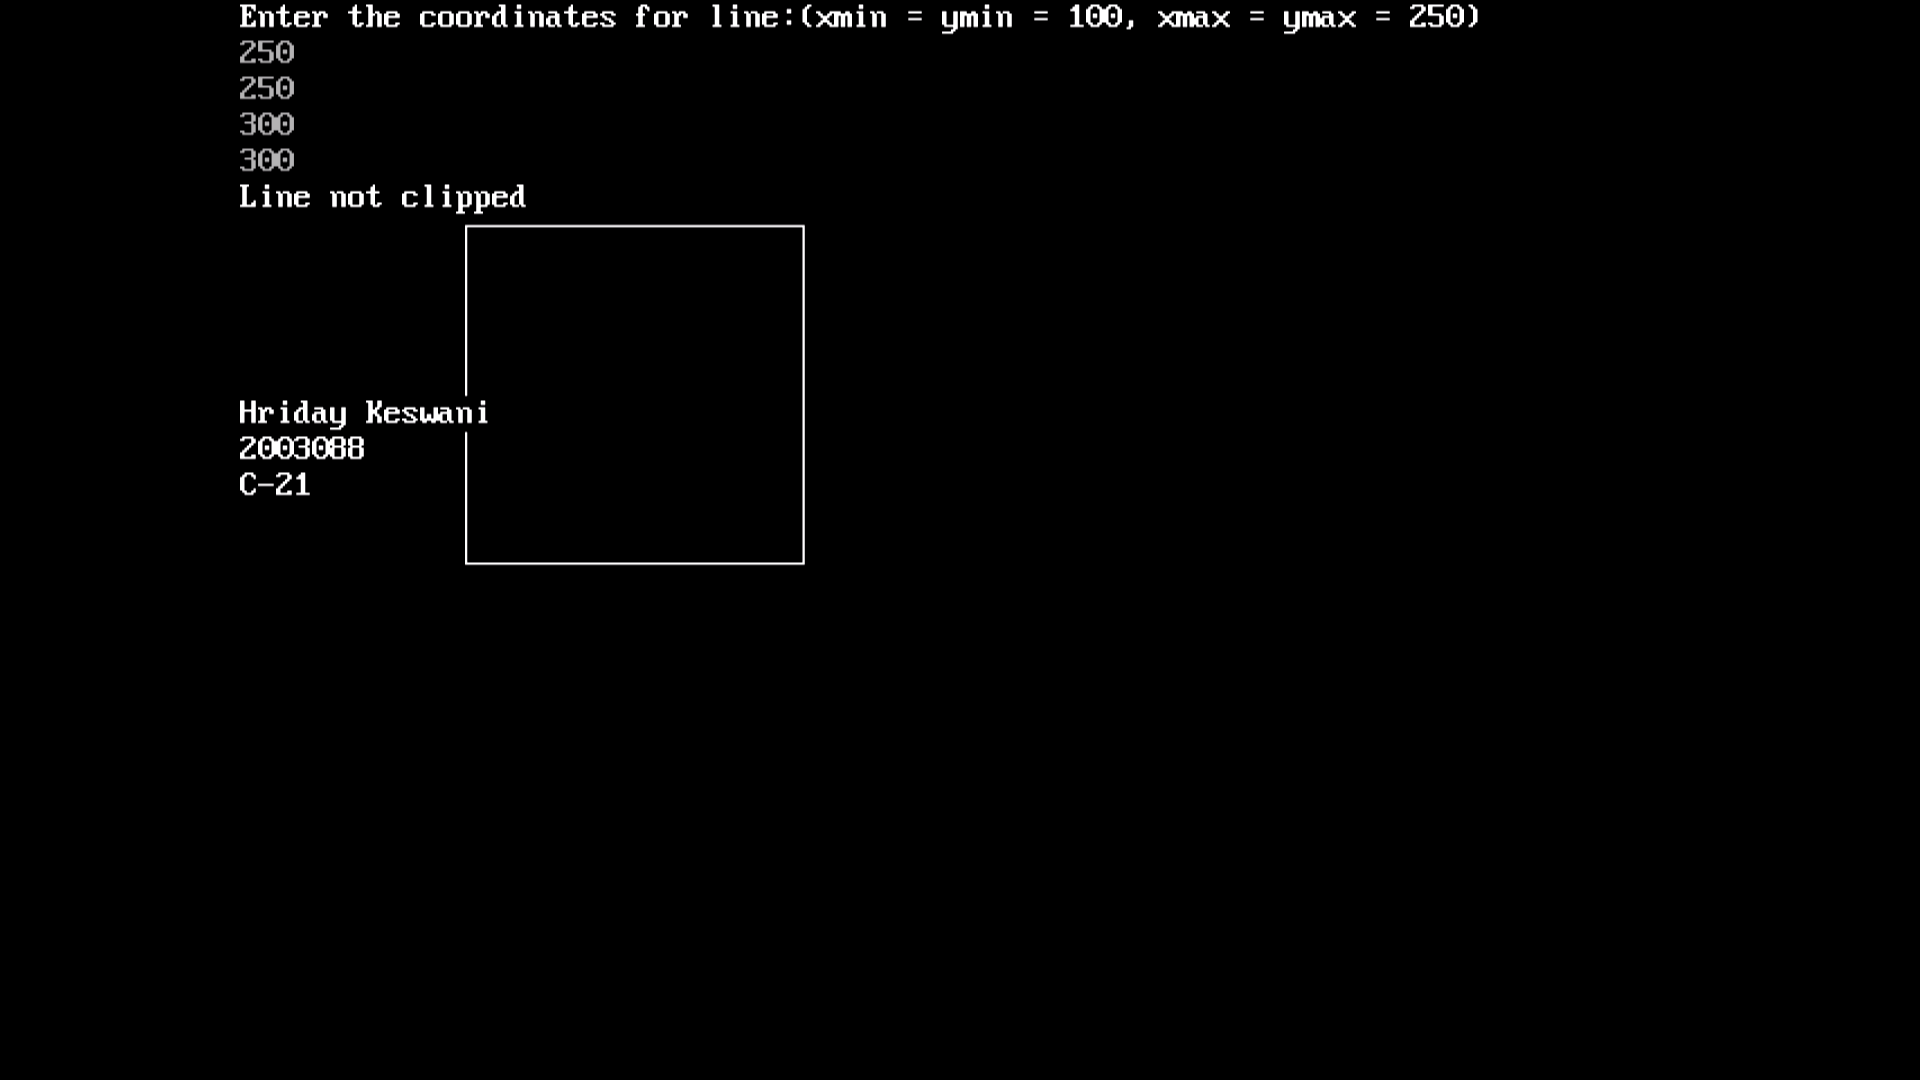 Enter the coordinates for line:(xmin = ymin = 100, xmax = ymax = 250)
250
250
300
300
Line not clipped
Hriday Keswani
2003088
C-21